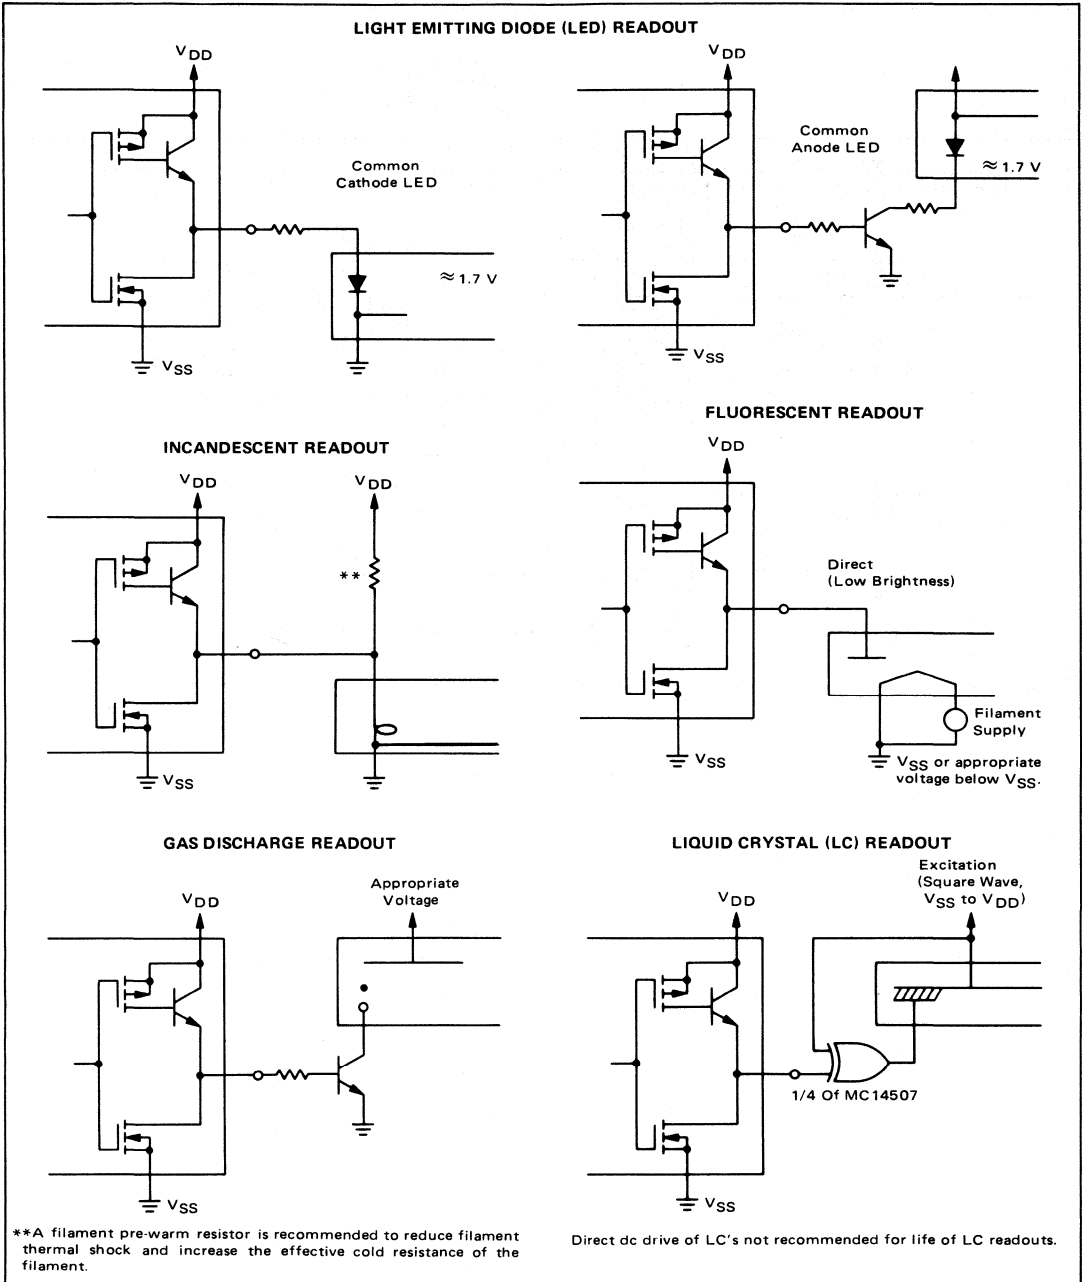 LIGHT EMITTING DIODE (LED) READOUT
VDD
Common
Cathode LED
≈ 1.7 V
VSS
VDD
Common
Anode LED
≈ 1.7 V
VSS
INCANDESCENT READOUT
VDD
VDD
**
VSS
FLUORESCENT READOUT
VDD
Direct
(Low Brightness)
Filament
Supply
VSS
VSS or appropriate
voltage below VSS.
GAS DISCHARGE READOUT
VDD
Appropriate
Voltage
VSS
LIQUID CRYSTAL (LC) READOUT
VDD
Excitation
(Square Wave,
VSS to VDD)
1/4 Of MC14507
VSS
**A filament pre-warm resistor is recommended to reduce filament
thermal shock and increase the effective cold resistance of the
filament.
Direct dc drive of LC's not recommended for life of LC readouts.